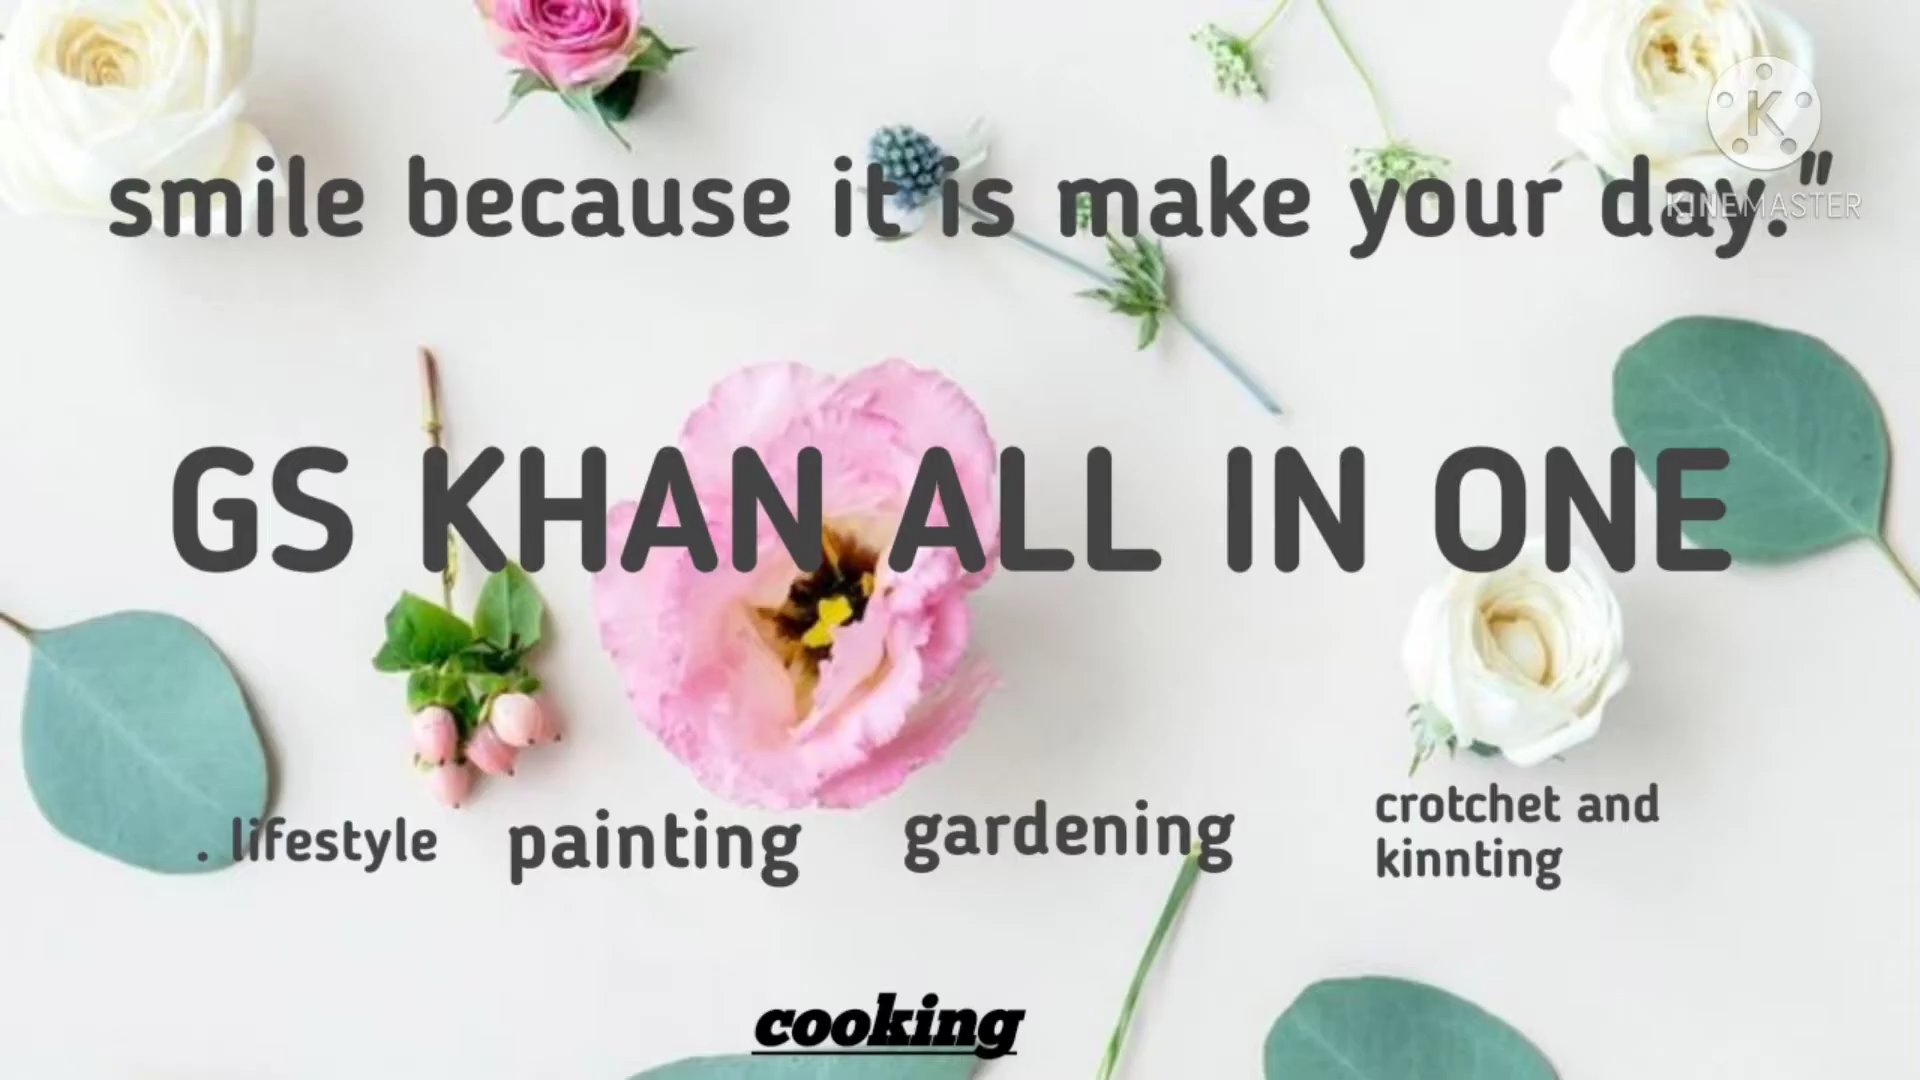 smile because it is make your day."
K
KINEMASTER
GS KHAN ALL IN ONE
. lifestyle
painting
gardening
crotchet and
kinnting
cooking